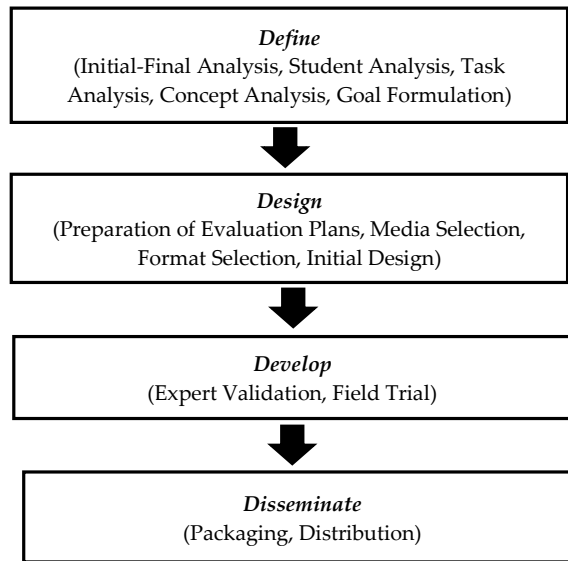 Define
(Initial-Final Analysis, Student Analysis, Task
Analysis, Concept Analysis, Goal Formulation)
Design
(Preparation of Evaluation Plans, Media Selection,
Format Selection, Initial Design)
Develop
(Expert Validation, Field Trial)
Disseminate
(Packaging, Distribution)